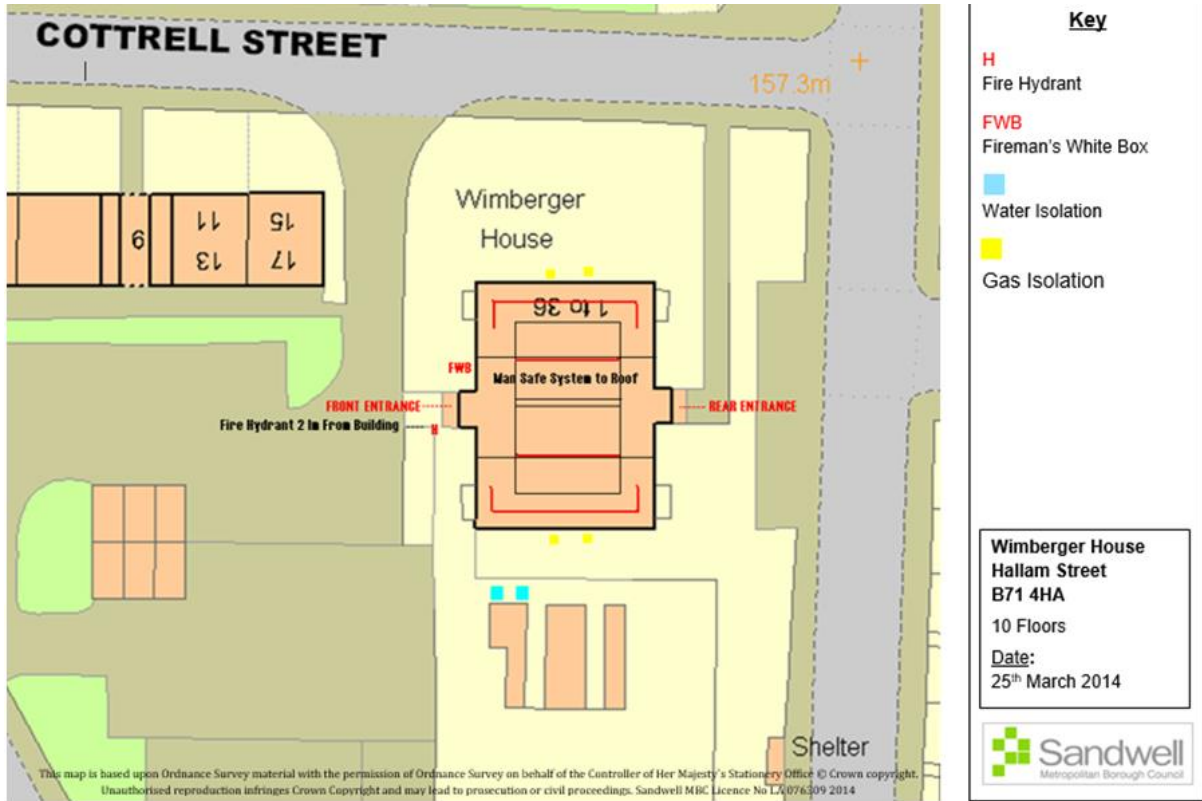 COTTRELL STREET
157.3m
Wimberger
House
9
11
13
15
17
1 to 36
FWB
Man Safe System to Roof
FRONT ENTRANCE
REAR ENTRANCE
Fire Hydrant 2 In From Building
H
Shelter
This map is based upon Ordnance Survey material with the permission of Ordnance Survey on behalf of the Controller of Her Majesty's Stationery Office © Crown copyright.
Unauthorised reproduction infringes Crown Copyright and may lead to prosecution or civil proceedings. Sandwell MBC Licence No LA 076309 2014
Key
H
Fire Hydrant
FWB
Fireman's White Box
Water Isolation
Gas Isolation
Wimberger House
Hallam Street
B71 4HA
10 Floors
Date:
25th March 2014
Sandwell
Metropolitan Borough Council